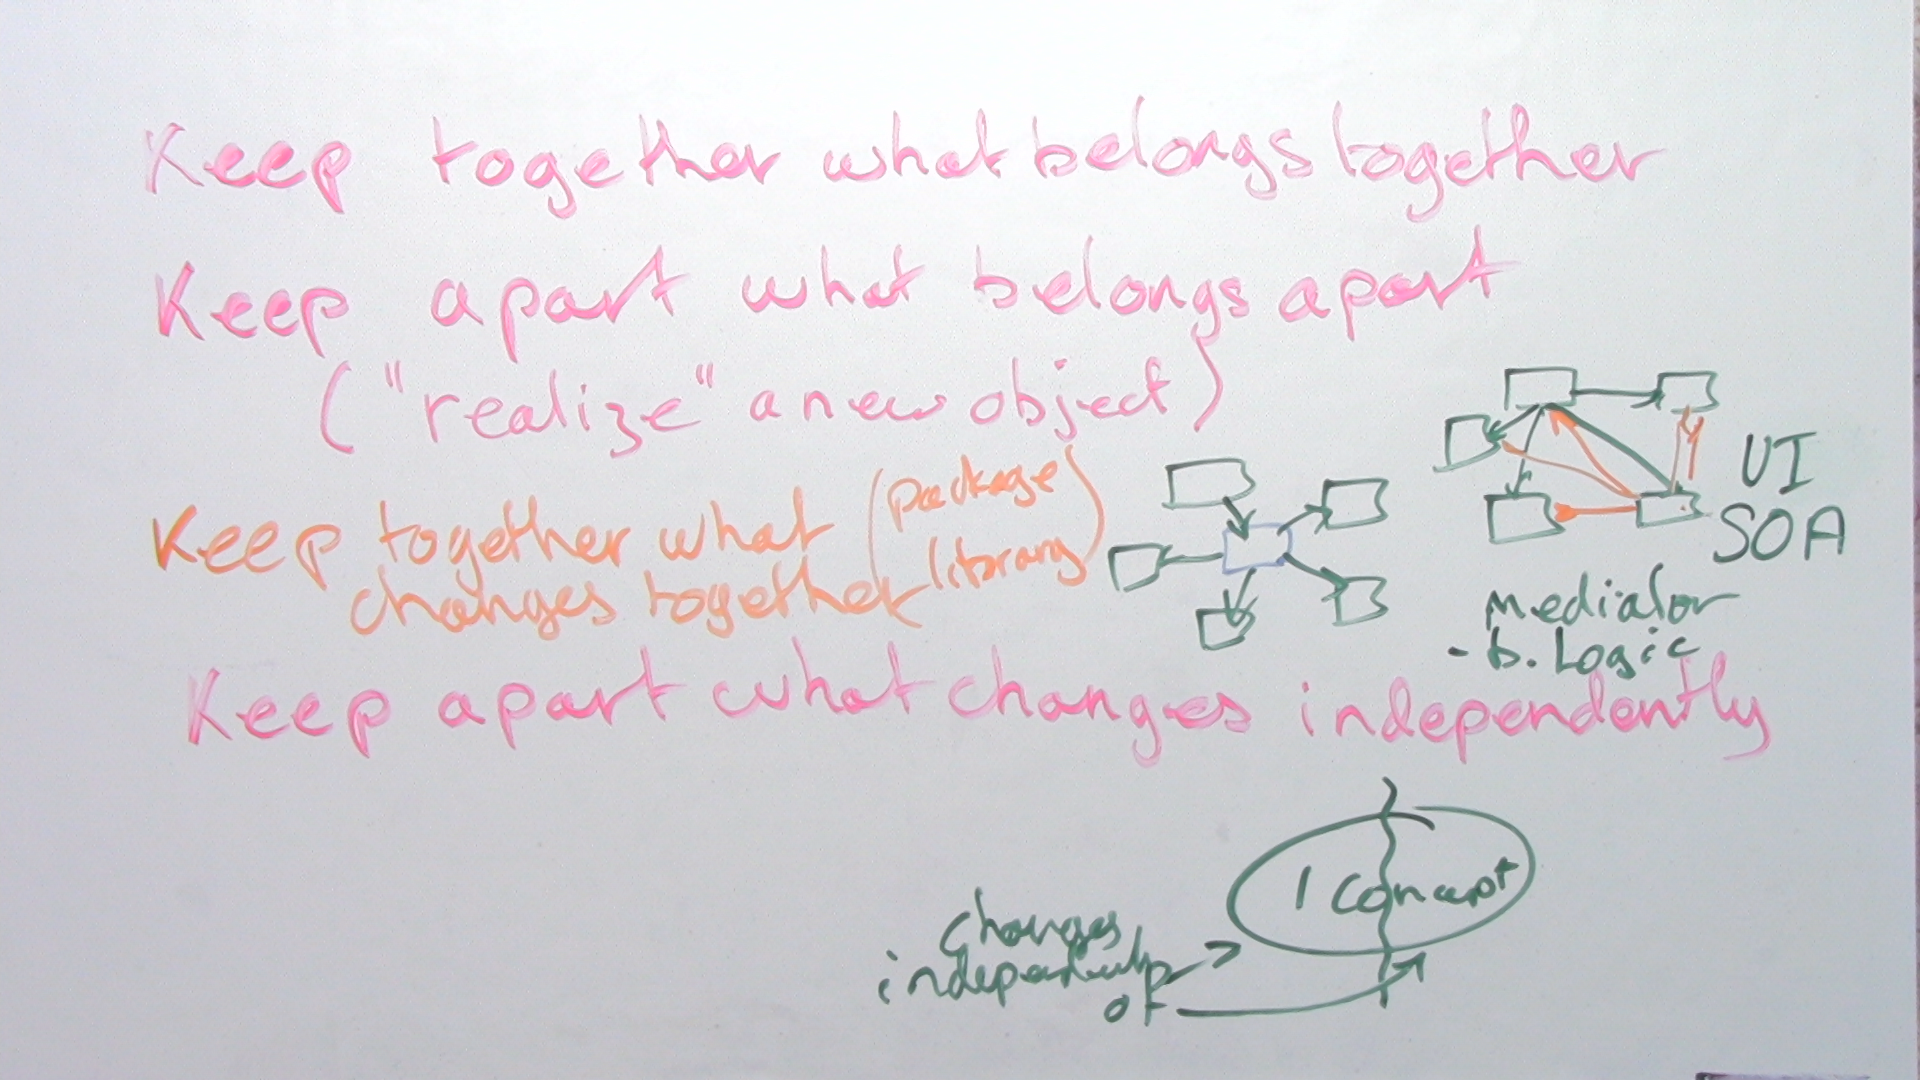 Keep together what belongs together
Keep apart what belongs apart
("realize" a new object)
Keep together what
changes together
(package
library)
UI
SOA
mediator
- b. Logic
Keep apart what changes independently
1 Concept
changes
independently
of